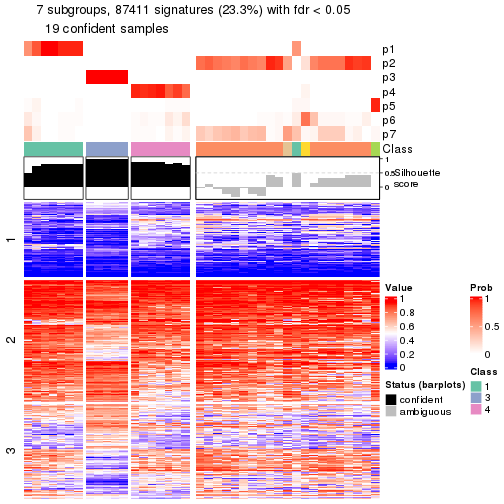 7 subgroups, 87411 signatures (23.3%) with fdr < 0.05
19 confident samples
p1
p2
p3
p4
p5
p6
p7
Class
1
0.5
0
Silhouette
score
1
2
3
Value
1
0.8
0.6
0.4
0.2
0
Prob
1
0.5
0
Status (barplots)
confident
ambiguous
Class
1
3
4